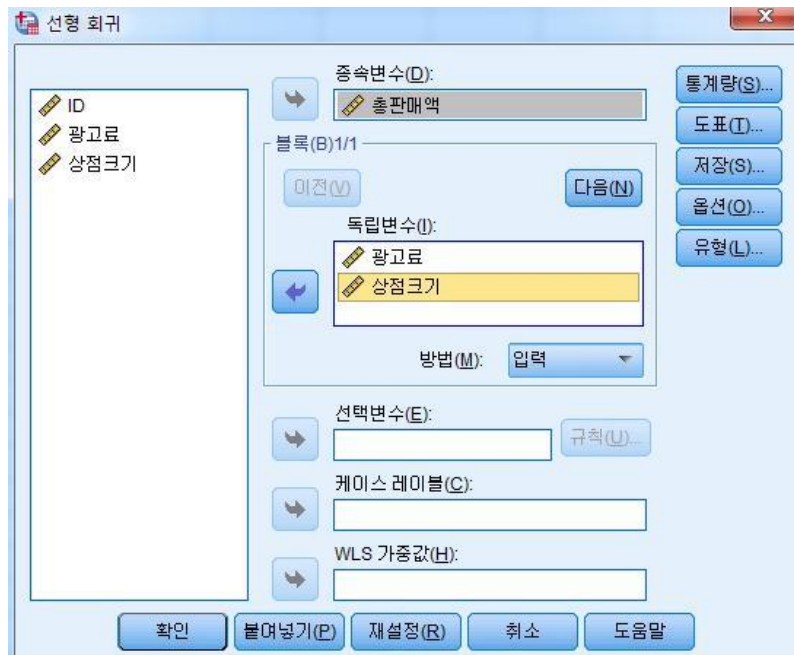 선형 회귀
ID
광고료
상점크기
종속변수(D):
총판매액
블록(B)1/1
이전(V)
다음(N)
독립변수(I):
광고료
상점크기
방법(M):
입력
선택변수(E):
규칙(U)...
케이스 레이블(C):
WLS 가중값(H):
통계량(S)...
도표(T)...
저장(S)...
옵션(O)...
유형(L)...
확인
붙여넣기(P)
재설정(R)
취소
도움말